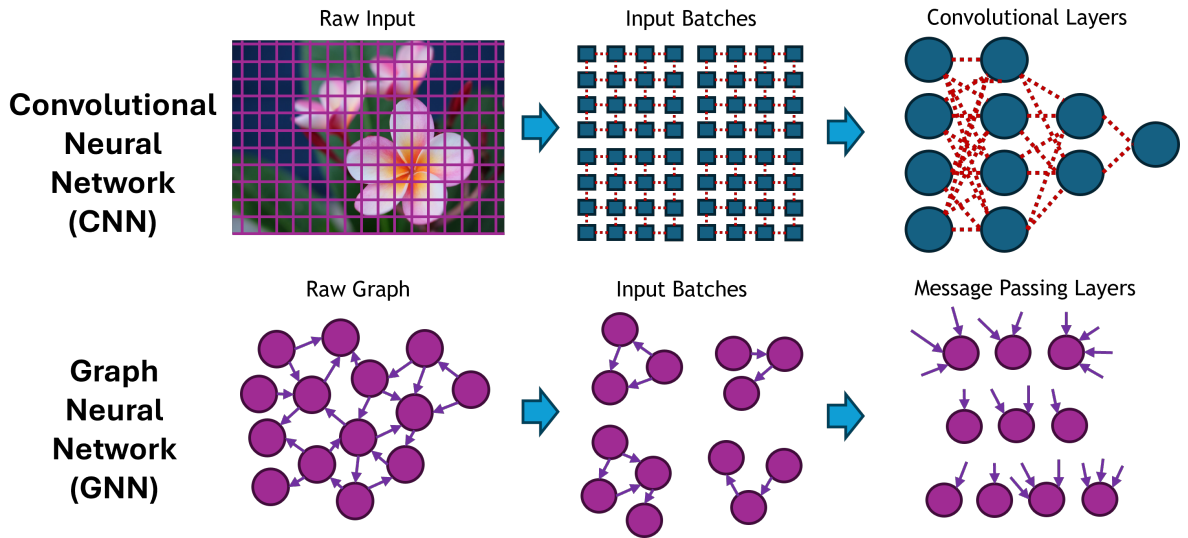 Raw Input
Input Batches
Convolutional Layers
Convolutional
Neural
Network
(CNN)
Raw Graph
Input Batches
Message Passing Layers
Graph
Neural
Network
(GNN)